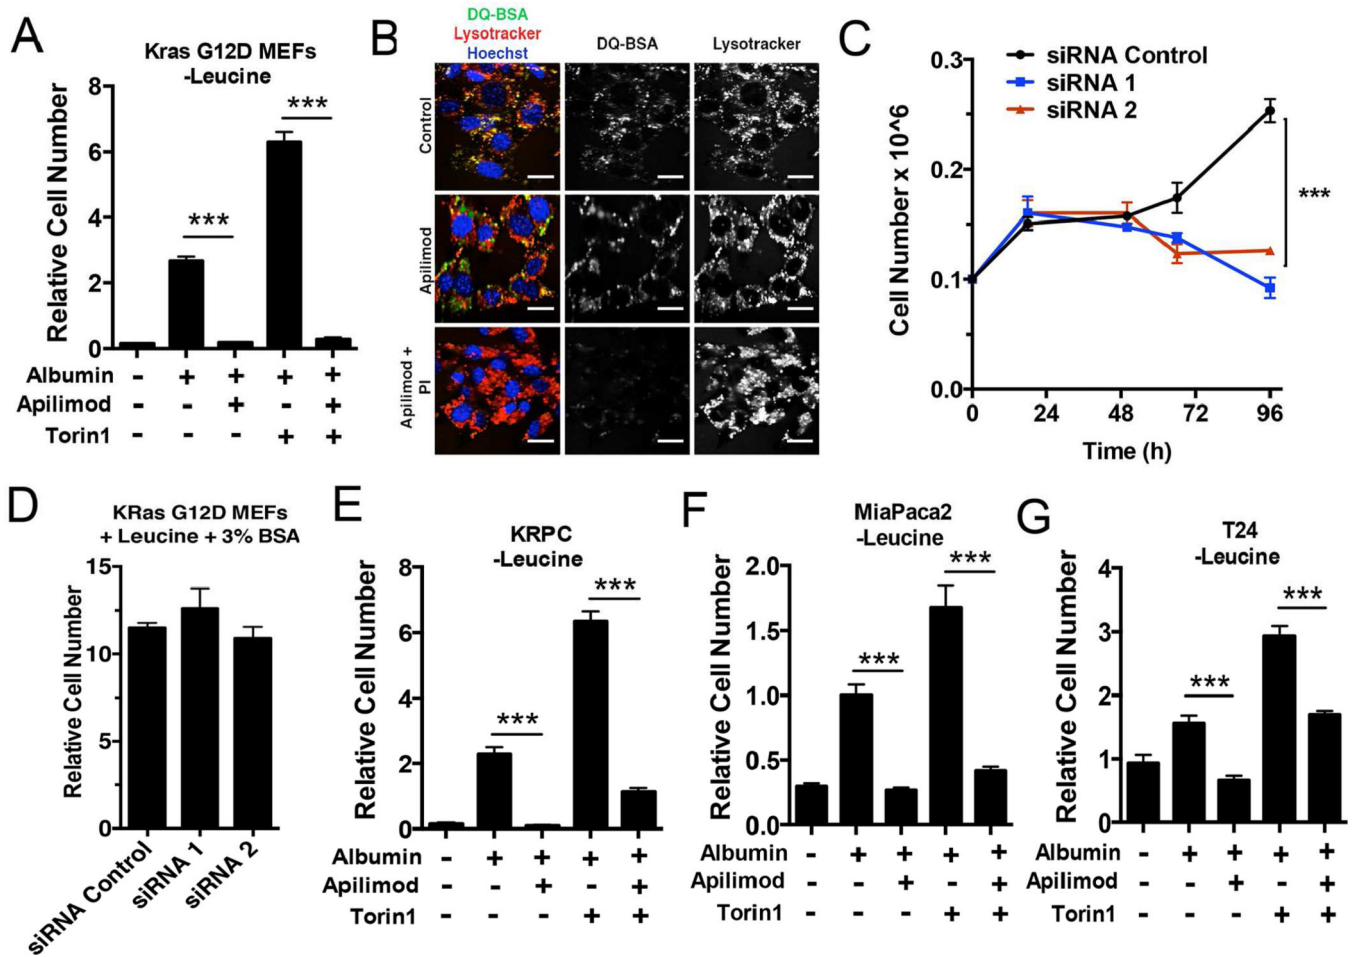 A
Kras G12D MEFs
-Leucine
Relative Cell Number
8
6
4
2
0
***
***
Albumin - + + + +
Apilimod - - + - +
Torin1 - - - + +
B
DQ-BSA
Lysotracker
Hoechst
DQ-BSA
Lysotracker
Control
Apilimod
Apilimod +
PI
C
siRNA Control
siRNA 1
siRNA 2
Cell Number x 10^6
0.3
0.2
0.1
0.0
***
0 24 48 72 96
Time (h)
D
KRas G12D MEFs
+ Leucine + 3% BSA
Relative Cell Number
15
10
5
0
siRNA Control
siRNA 1
siRNA 2
E
KRPC
-Leucine
Relative Cell Number
8
6
4
2
0
***
***
Albumin - + + + +
Apilimod - - + - +
Torin1 - - - + +
F
MiaPaca2
-Leucine
Relative Cell Number
2.0
1.5
1.0
0.5
0.0
***
***
Albumin - + + + +
Apilimod - - + - +
Torin1 - - - + +
G
T24
-Leucine
Relative Cell Number
4
3
2
1
0
***
***
Albumin - + + + +
Apilimod - - + - +
Torin1 - - - + +